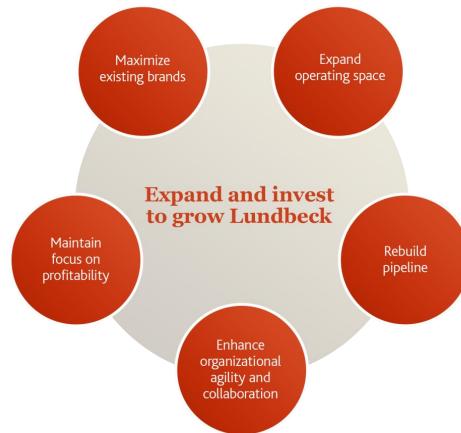 Maximize
existing brands
Expand
operating space
Expand and invest
to grow Lundbeck
Maintain
focus on
profitability
Rebuild
pipeline
Enhance
organizational
agility and
collaboration